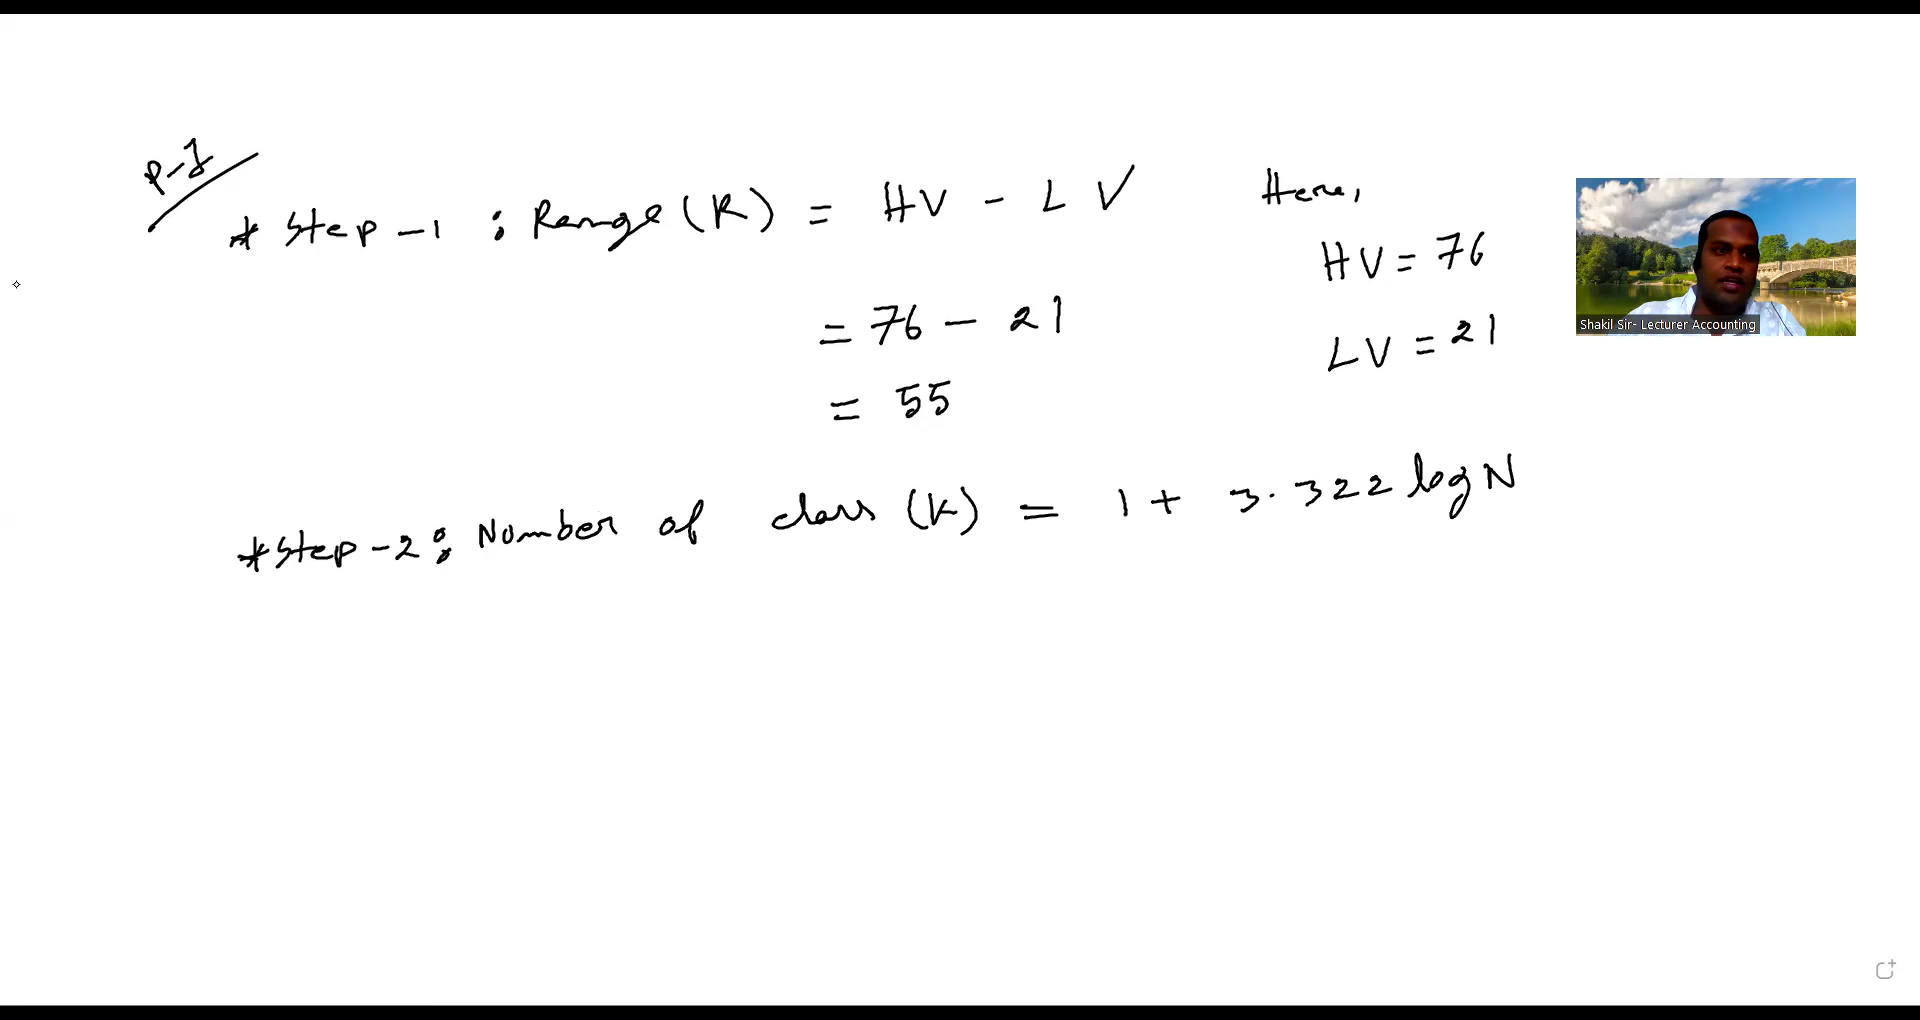 P-1
* Step-1 : Range (R) = HV - LV
Here,
HV = 76
= 76 - 21
LV = 21
= 55
Shakil Sir- Lecturer Accounting
* Step-2 : Number of class (K) = 1 + 3.322 log N